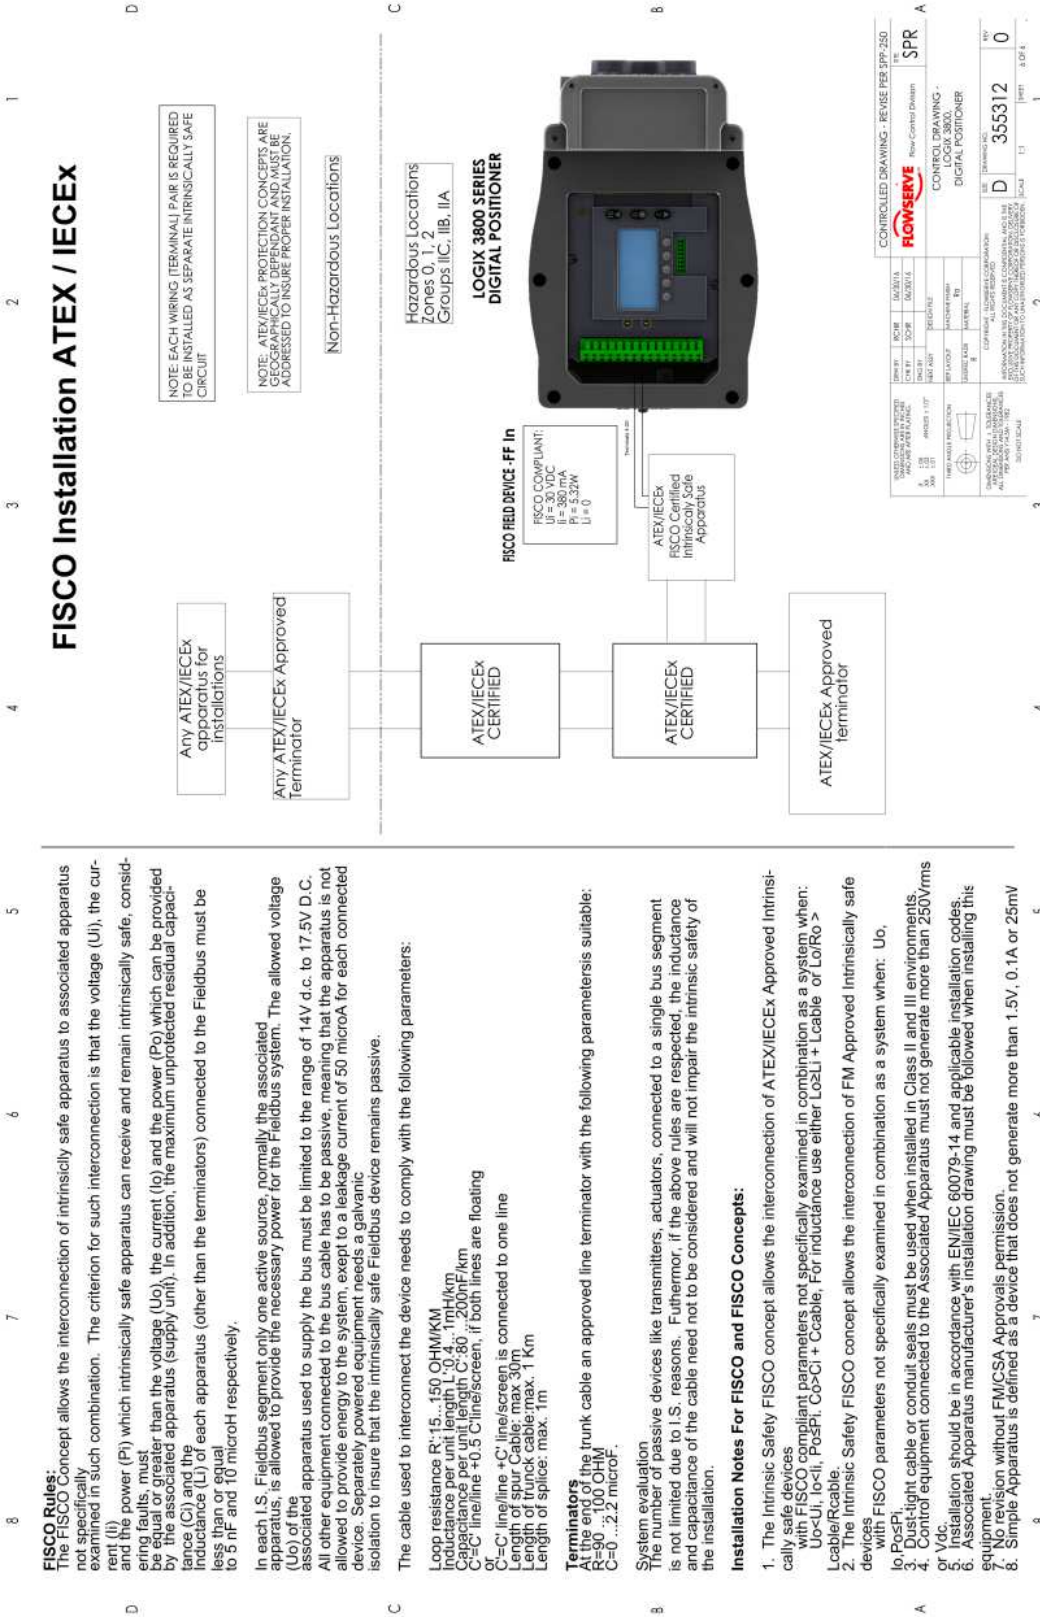 FISCO Installation ATEX / IECEx
FISCO Rules:
The FISCO Concept allows the interconnection of intrinsiclly safe apparatus to associated apparatus
not specifically
examined in such combination. The criterion for such interconnection is that the voltage (Ui), the cur-
rent (Ii)
and the power (Pi) which intrinsically safe apparatus can receive and remain intrinsically safe, consid-
ering faults, must
be equal or greater than the voltage (Uo), the current (Io) and the power (Po) which can be provided
by the associated apparatus (supply unit). In addition, the maximum unprotected residual capaci-
tance (Ci) and the
Inductance (Li) of each apparatus (other than the terminators) connected to the Fieldbus must be
less than or equal
to 5 nF and 10 microH respectively.
In each I.S. Fieldbus segment only one active source, normally the associated
apparatus, is allowed to provide the necessary power for the Fieldbus system. The allowed voltage
(Uo) of the
associated apparatus used to supply the bus must be limited to the range of 14V d.c. to 17.5V D.C.
All other equipment connected to the bus cable has to be passive, meaning that the apparatus is not
allowed to provide energy to the system, exept to a leakage current of 50 microA for each connected
device. Separately powered equipment needs a galvanic
isolation to insure that the intrinsically safe Fieldbus device remains passive.
The cable used to interconnect the device needs to comply with the following parameters:
Loop resistance R':15...150 OHM/KM
Inductance per unit length L':0.4...1mH/km
Capacitance per unit length C':80 ...200nF/km
C'=C' line/line +0.5 C'line/screen, if both lines are floating
or
C'=C' line/line +C' line/screen is connected to one line
Length of spur Cable: max 30m
Length of trunck cable:max. 1 Km
Length of splice: max. 1m
Terminators
At the end of the trunk cable an approved line terminator with the following parametersis suitable:
R=90 ...100 OHM
C=0 ...2.2 microF.
System evaluation
The number of passive devices like transmitters, actuators, connected to a single bus segment
is not limited due to I.S. reasons. Futhermor, if the above rules are respected, the inductance
and capacitance of the cable need not to be considered and will not impair the intrinsic safety of
the installation.
Installation Notes For FISCO and FISCO Concepts:
1. The Intrinsic Safety FISCO concept allows the interconnection of ATEX/IECEx Approved Intrinsi-
cally safe devices
with FISCO compliant parameters not specifically examined in combination as a system when:
Uo<Ui, Io<Ii, PosPi; Co>Ci + Ccable, For inductance use either Lo≥Li + Lcable or Lo/Ro >
Lcable/Rcable.
2. The Intrinsic Safety FISCO concept allows the interconnection of FM Approved Intrinsically safe
devices
with FISCO parameters not specifically examined in combination as a system when: Uo,
Io,PosPi.
3. Dust-tight cable or conduit seals must be used when installed in Class II and III environments.
4. Control equipment connected to the Associated Apparatus must not generate more than 250Vrms
or Vdc.
5. Installation should be in accordance with EN/IEC 60079-14 and applicable installation codes.
6. Associated Apparatus manufacturer's installation drawing must be followed when installing this
equipment.
7. No revision without FM/CSA Approvals permission.
8. Simple Apparatus is defined as a device that does not generate more than 1.5V, 0.1A or 25mV
Any ATEX/IECEx
apparatus for
installations
Any ATEX/IECEx Approved
Terminator
ATEX/IECEx
CERTIFIED
ATEX/IECEx
CERTIFIED
ATEX/IECEx Approved
terminator
NOTE: EACH WIRING (TERMINAL) PAIR IS REQUIRED
TO BE INSTALLED AS SEPARATE INTRINSICALLY SAFE
CIRCUIT
NOTE: ATEX/IECEx PROTECTION CONCEPTS ARE
GEOGRAPHICALLY DEPENDANT AND MUST BE
ADDRESSED TO INSURE PROPER INSTALLATION.
Non-Hazardous Locations
Hazardous Locations
Zones 0, 1, 2
Groups IIC, IIB, IIA
LOGIX 3800 SERIES
DIGITAL POSITIONER
FISCO FIELD DEVICE -FF In
FISCO COMPLIANT:
Ui = 30 VDC
Ii = 380 mA
Pi = 5.32W
Li = 0
ATEX/IECEx
FISCO Certified
Intrinsicaly Safe
Apparatus
CONTROLLED DRAWING - REVISE PER SPP-250
FLOWSERVE
Flow Control Division
SPR
CONTROL DRAWING -
LOGIX 3800,
DIGITAL POSITIONER
D
355312
0
8
7
6
5
4
3
2
1
D
C
B
A
8
7
6
5
4
3
2
1
D
C
B
A